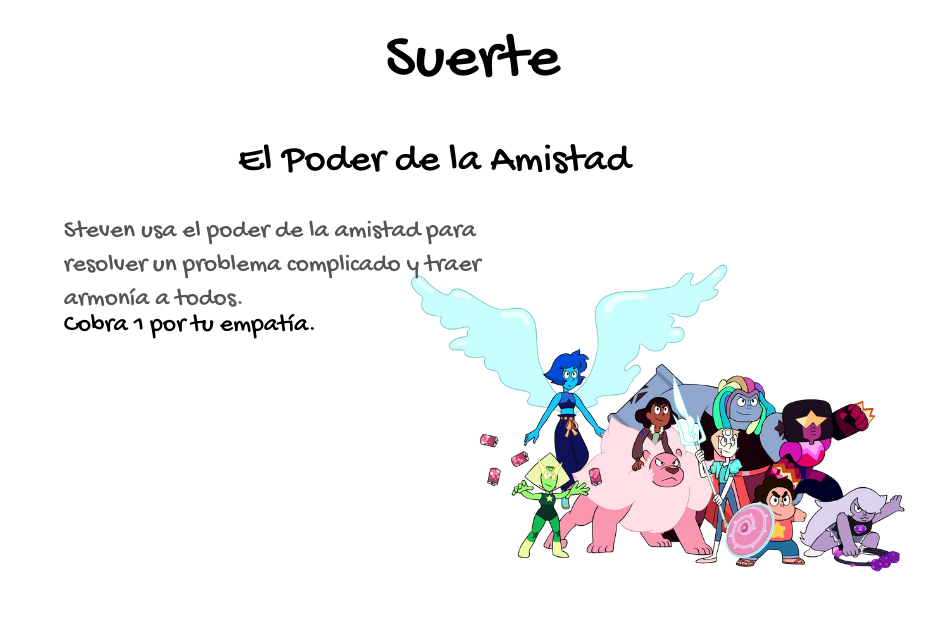 Suerte
El Poder de la Amistad
Steven usa el poder de la amistad para
resolver un problema complicado y traer
armonía a todos.
Cobra 1 por tu empatía.